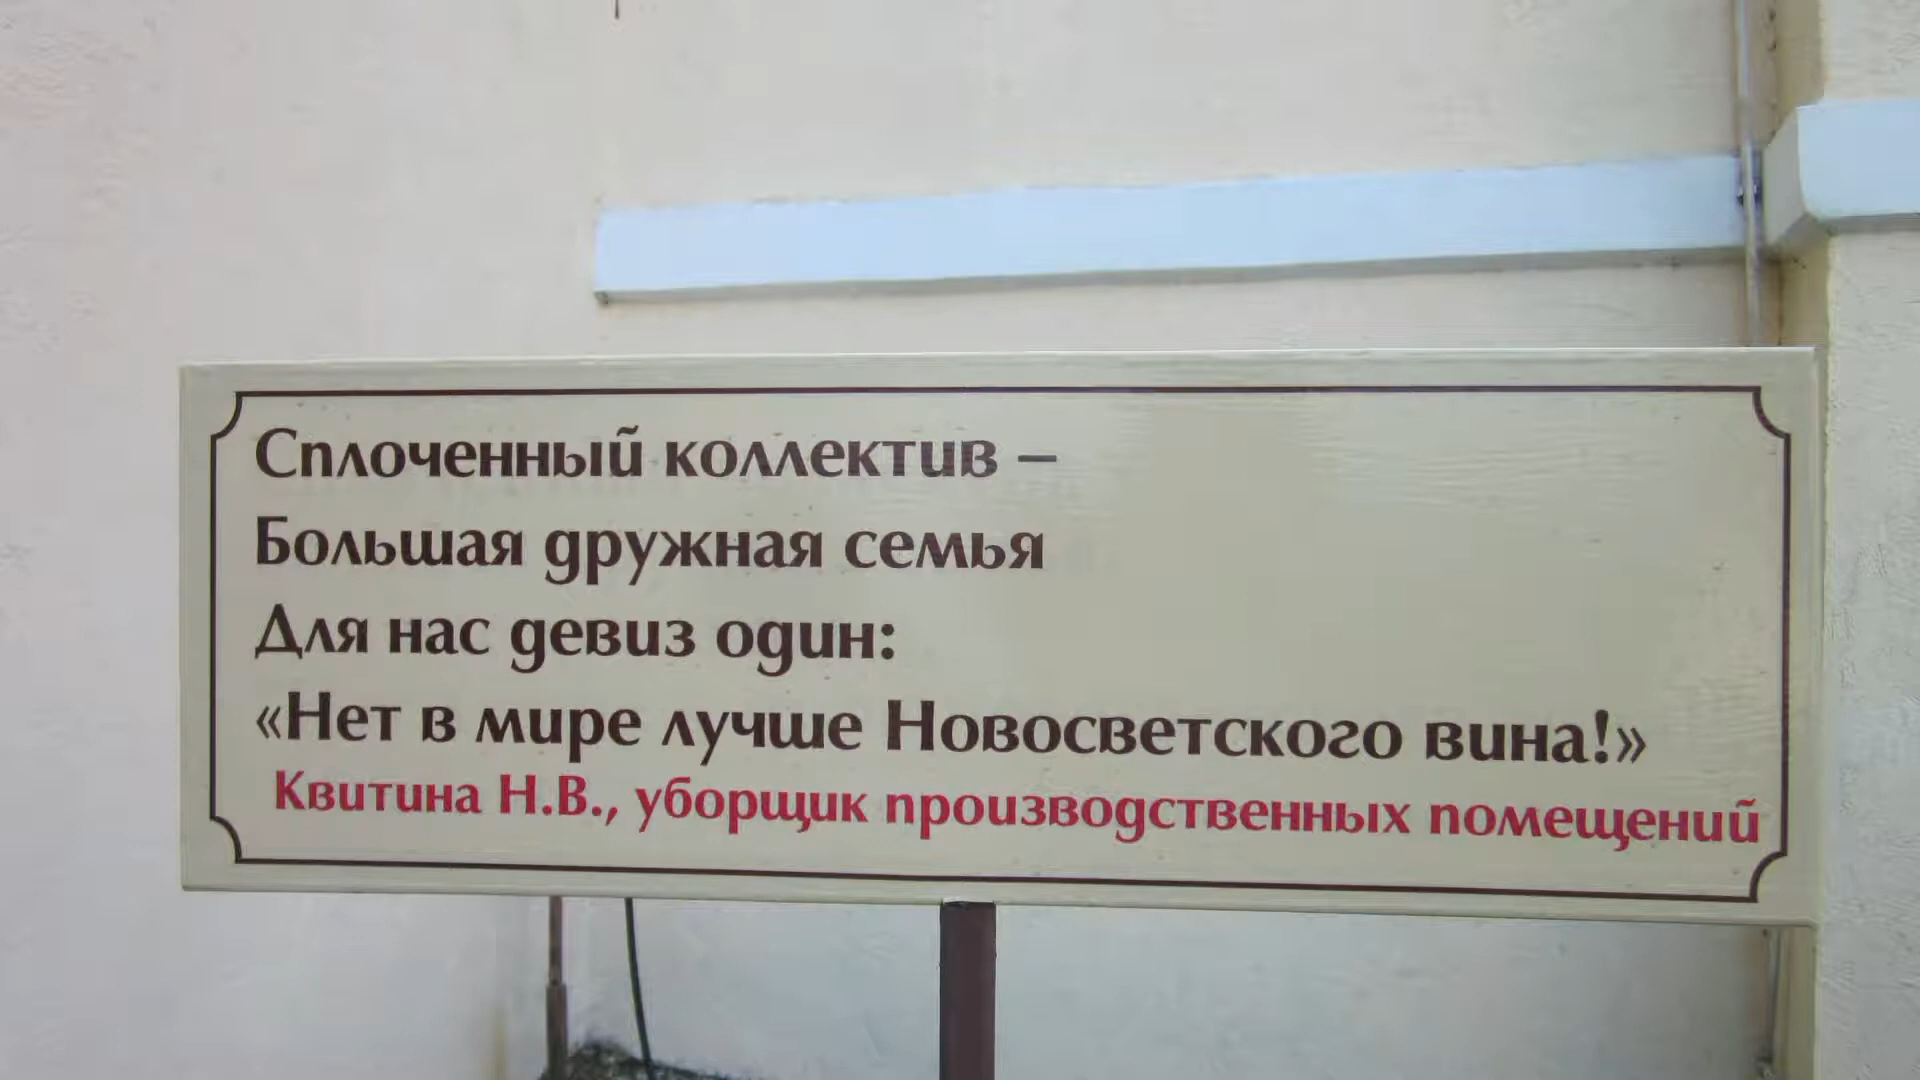 Сплоченный коллектив –
Большая дружная семья
Для нас девиз один:
«Нет в мире лучше Новосветского вина!»
Квитина Н.В., уборщик производственных помещений